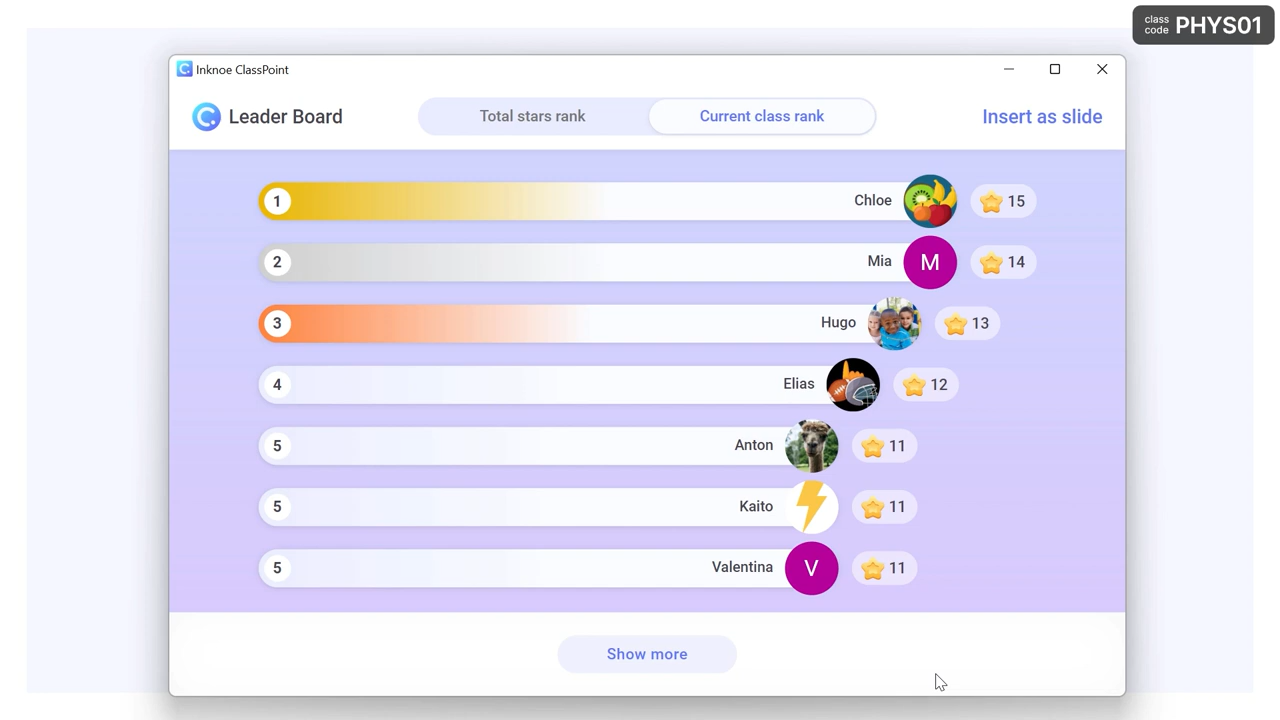 class
code PHYS01
Inknoe ClassPoint
Leader Board
Total stars rank
Current class rank
Insert as slide
1 Chloe 15
2 Mia M 14
3 Hugo 13
4 Elias 12
5 Anton 11
5 Kaito 11
5 Valentina V 11
Show more